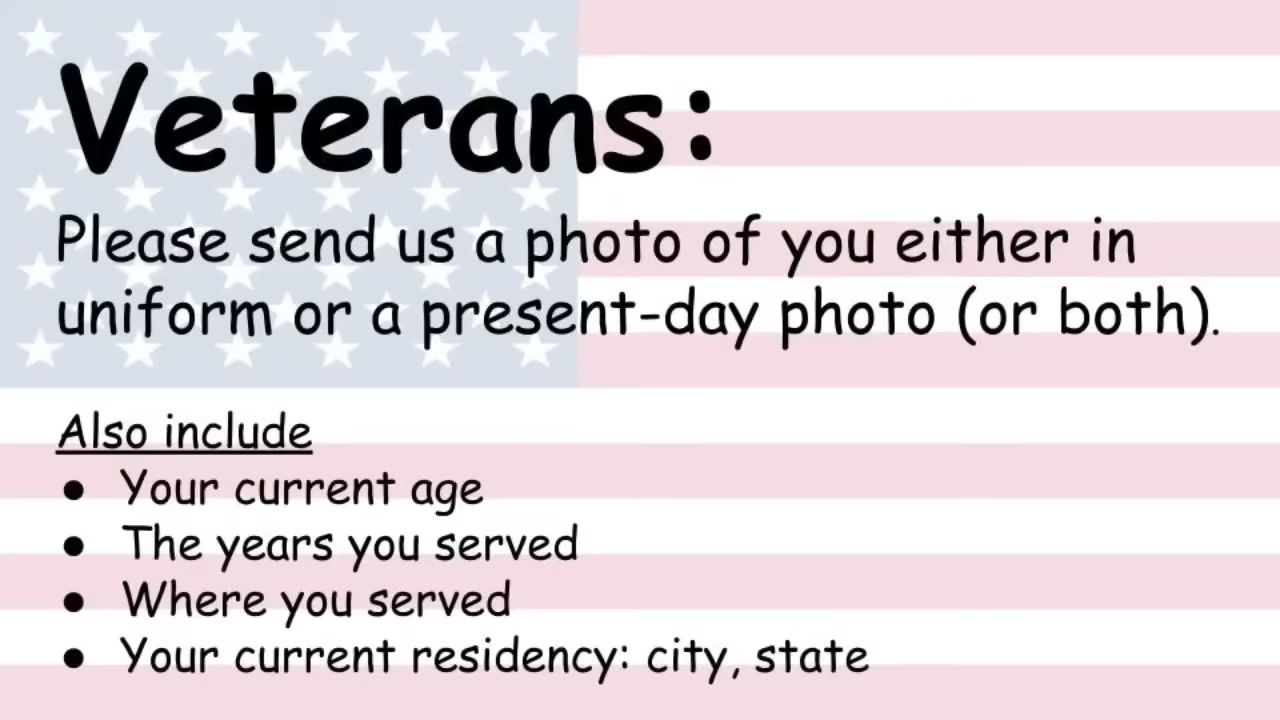 Veterans:
Please send us a photo of you either in
uniform or a present-day photo (or both).
Also include
● Your current age
● The years you served
● Where you served
● Your current residency: city, state